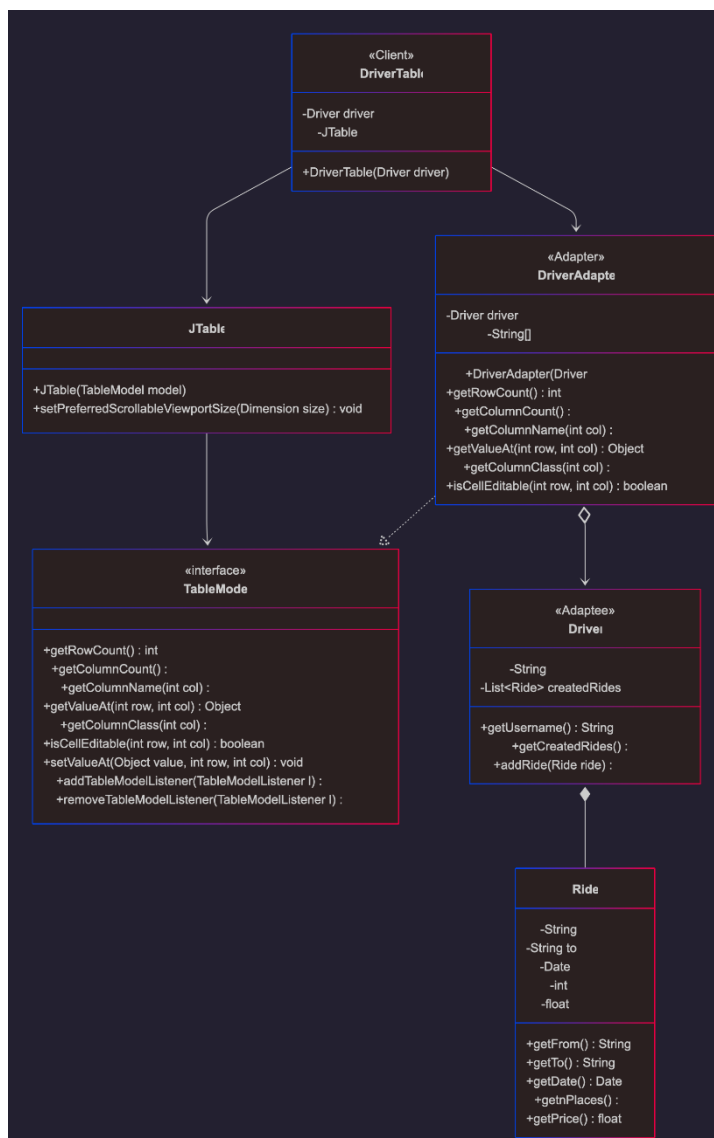 «Client»
DriverTabl
-Driver driver
-JTable
+DriverTable(Driver driver)
«Adapter»
DriverAdapte
-Driver driver
-String[]
+DriverAdapter(Driver
+getRowCount() : int
+getColumnCount() :
+getColumnName(int col) :
+getValueAt(int row, int col) : Object
+getColumnClass(int col) :
+isCellEditable(int row, int col) : boolean
JTable
+JTable(TableModel model)
+setPreferredScrollableViewportSize(Dimension size) : void
«interface»
TableMode
+getRowCount() : int
+getColumnCount() :
+getColumnName(int col) :
+getValueAt(int row, int col) : Object
+getColumnClass(int col) :
+isCellEditable(int row, int col) : boolean
+setValueAt(Object value, int row, int col) : void
+addTableModelListener(TableModelListener l) :
+removeTableModelListener(TableModelListener l) :
«Adaptee»
Driver
-String
-List<Ride> createdRides
+getUsername() : String
+getCreatedRides() :
+addRide(Ride ride) :
Ride
-String
-String to
-Date
-int
-float
+getFrom() : String
+getTo() : String
+getDate() : Date
+getnPlaces() :
+getPrice() : float